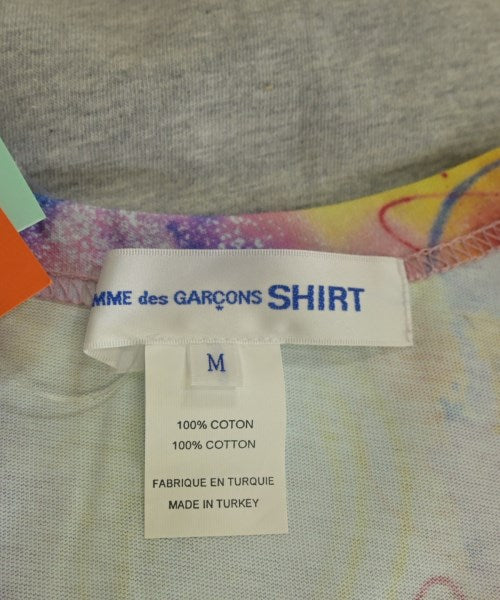 MME des GARÇONS SHIRT
M
100% COTON
100% COTTON
FABRIQUE EN TURQUIE
MADE IN TURKEY